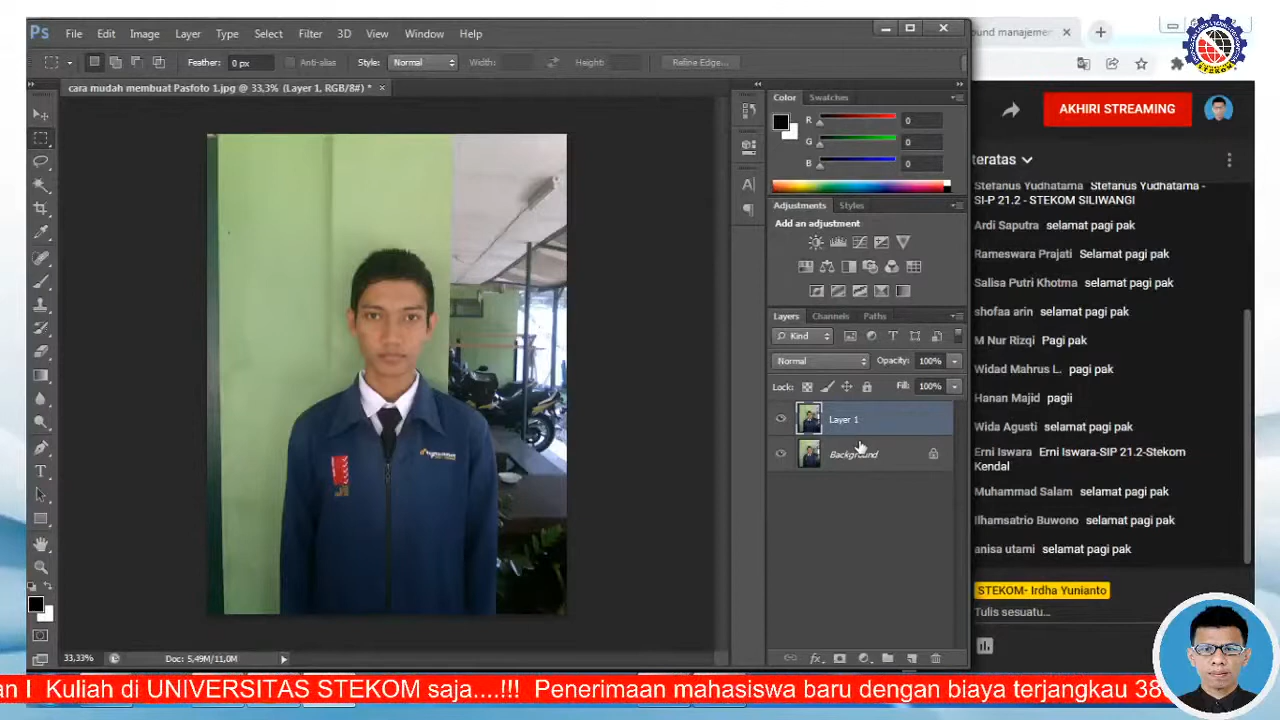 Ps File Edit Image Layer Type Select Filter 3D View Window Help
Feather: 0 px Anti-alias Style: Normal Width: Height: Refine Edge...
cara mudah membuat Pasfoto 1.jpg @ 33,3% (Layer 1, RGB/8#) *
Color Swatches
R 0
G 0
B 0
Adjustments Styles
Add an adjustment
Layers Channels Paths
Kind
Normal Opacity: 100%
Lock: Fill: 100%
Layer 1
Background
33,33% Doc: 5,49M/11,0M
AKHIRI STREAMING
teratas
Stefanus Yudhatama Stefanus Yudhatama -
SI-P 21.2 - STEKOM SILIWANGI
Ardi Saputra selamat pagi pak
Rameswara Prajati Selamat pagi pak
Salisa Putri Khotma selamat pagi pak
shofaa arin selamat pagi pak
M Nur Rizqi Pagi pak
Widad Mahrus L. pagi pak
Hanan Majid pagii
Wida Agusti selamat pagi pak
Erni Iswara Erni Iswara-SIP 21.2-Stekom
Kendal
Muhammad Salam selamat pagi pak
Ilhamsatrio Buwono selamat pagi pak
anisa utami selamat pagi pak
STEKOM- Irdha Yunianto
Tulis sesuatu...
an I Kuliah di UNIVERSITAS STEKOM saja....!!! Penerimaan mahasiswa baru dengan biaya terjangkau 38